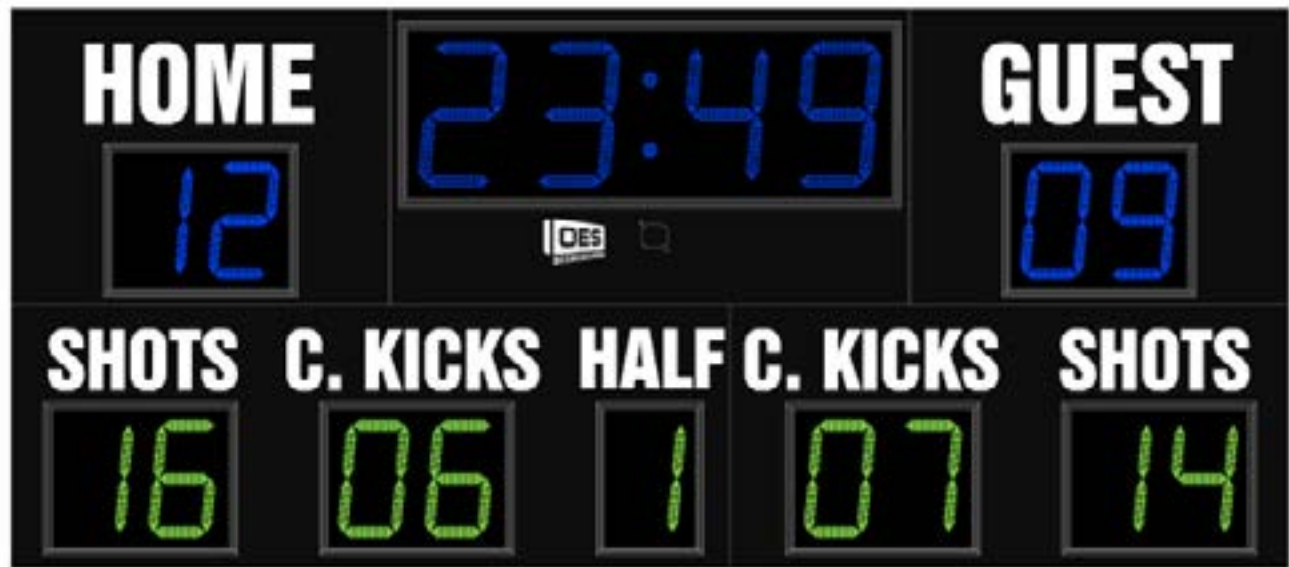 HOME 23:49 GUEST
12 09
OES
SHOTS C. KICKS HALF C. KICKS SHOTS
16 06 1 07 14